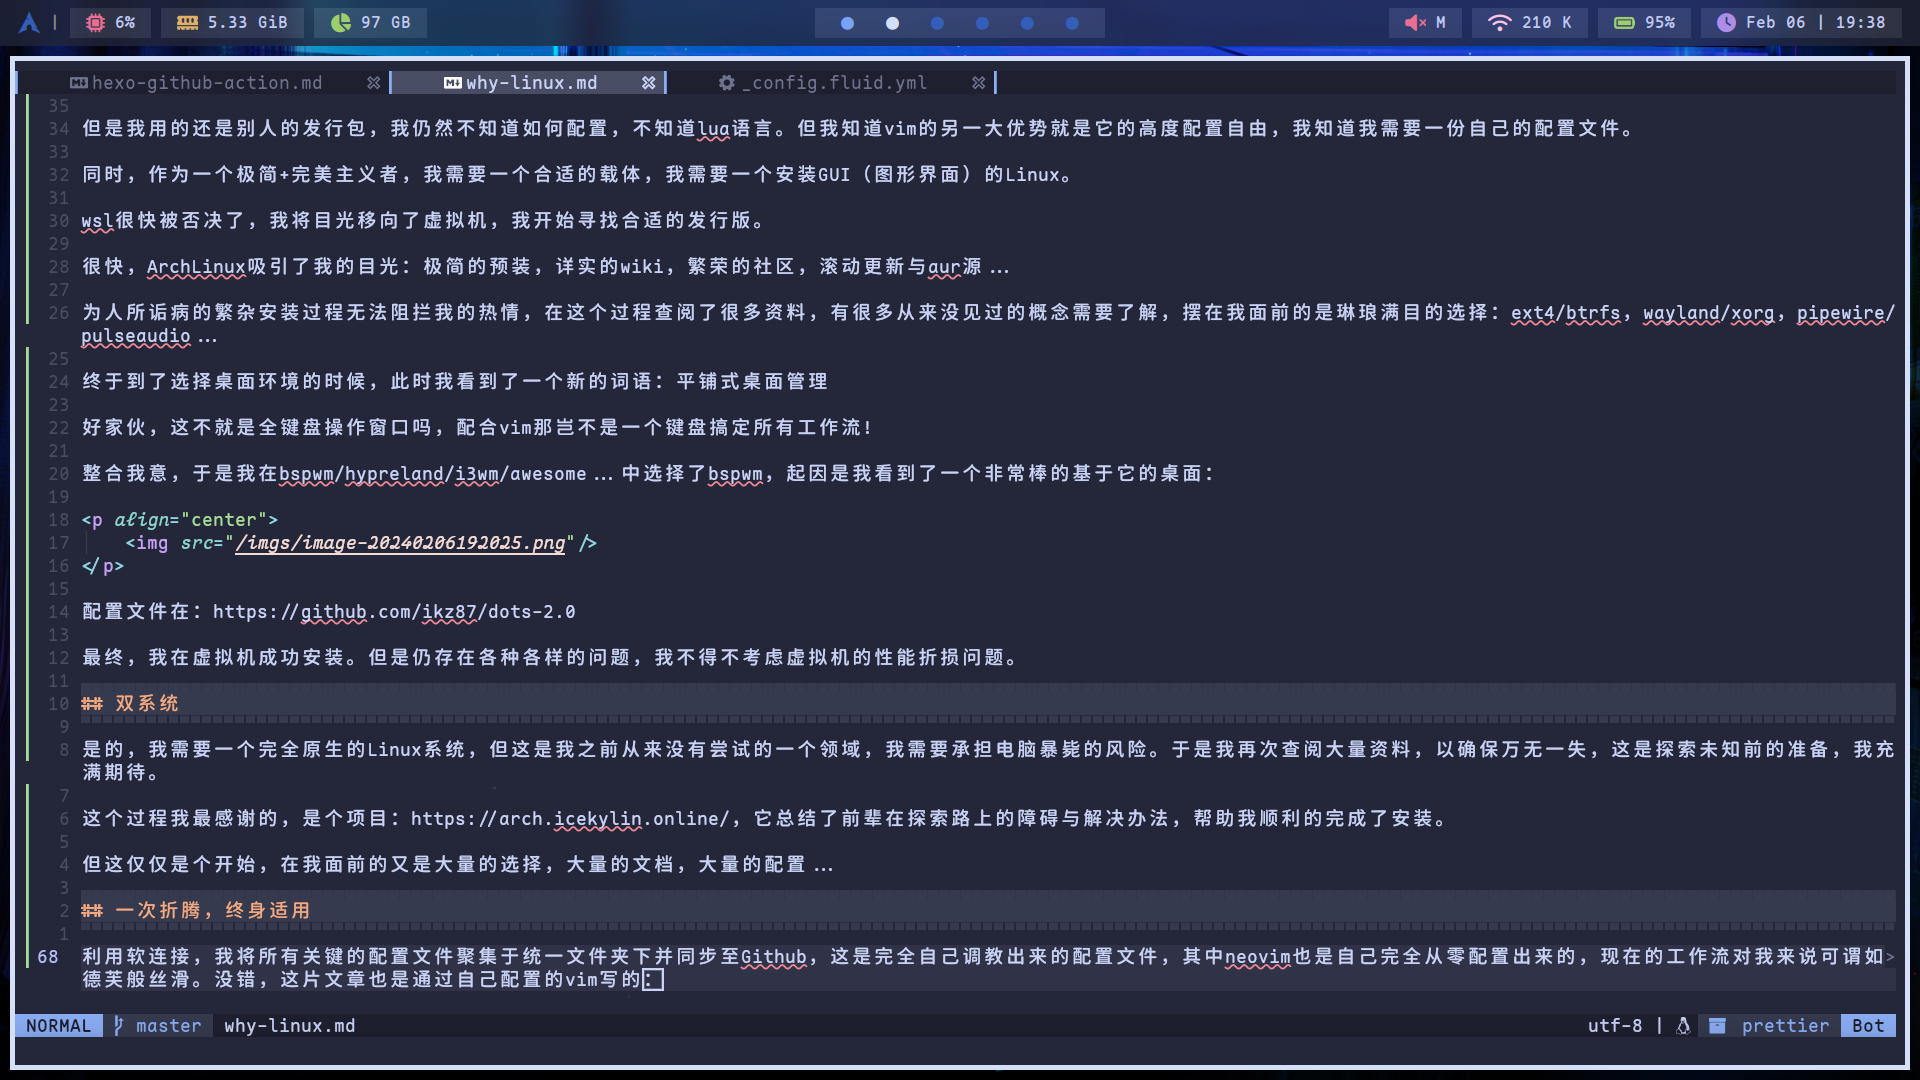 | 6% 5.33 GiB 97 GB M 210 K 95% Feb 06 | 19:38
hexo-github-action.md why-linux.md _config.fluid.yml
35
34 但是我用的还是别人的发行包，我仍然不知道如何配置，不知道lua语言。但我知道vim的另一大优势就是它的高度配置自由，我知道我需要一份自己的配置文件。
33
32 同时，作为一个极简+完美主义者，我需要一个合适的载体，我需要一个安装GUI（图形界面）的Linux。
31
30 wsl很快被否决了，我将目光移向了虚拟机，我开始寻找合适的发行版。
29
28 很快，ArchLinux吸引了我的目光：极简的预装，详实的wiki，繁荣的社区，滚动更新与aur源...
27
26 为人所诟病的繁杂安装过程无法阻拦我的热情，在这个过程查阅了很多资料，有很多从来没见过的概念需要了解，摆在我面前的是琳琅满目的选择：ext4/btrfs，wayland/xorg，pipewire/
pulseaudio...
25
24 终于到了选择桌面环境的时候，此时我看到了一个新的词语：平铺式桌面管理
23
22 好家伙，这不就是全键盘操作窗口吗，配合vim那岂不是一个键盘搞定所有工作流!
21
20 整合我意，于是我在bspwm/hypreland/i3wm/awesome...中选择了bspwm，起因是我看到了一个非常棒的基于它的桌面：
19
18 <p align="center">
17 <img src="/imgs/image-20240206192025.png"/>
16 </p>
15
14 配置文件在：https://github.com/ikz87/dots-2.0
13
12 最终，我在虚拟机成功安装。但是仍存在各种各样的问题，我不得不考虑虚拟机的性能折损问题。
11
10 ## 双系统
9
8 是的，我需要一个完全原生的Linux系统，但这是我之前从来没有尝试的一个领域，我需要承担电脑暴毙的风险。于是我再次查阅大量资料，以确保万无一失，这是探索未知前的准备，我充
满期待。
7
6 这个过程我最感谢的，是个项目：https://arch.icekylin.online/，它总结了前辈在探索路上的障碍与解决办法，帮助我顺利的完成了安装。
5
4 但这仅仅是个开始，在我面前的又是大量的选择，大量的文档，大量的配置...
3
2 ## 一次折腾，终身适用
1
68 利用软连接，我将所有关键的配置文件聚集于统一文件夹下并同步至Github，这是完全自己调教出来的配置文件，其中neovim也是自己完全从零配置出来的，现在的工作流对我来说可谓如>
德芙般丝滑。没错，这片文章也是通过自己配置的vim写的：
NORMAL master why-linux.md utf-8 | prettier Bot